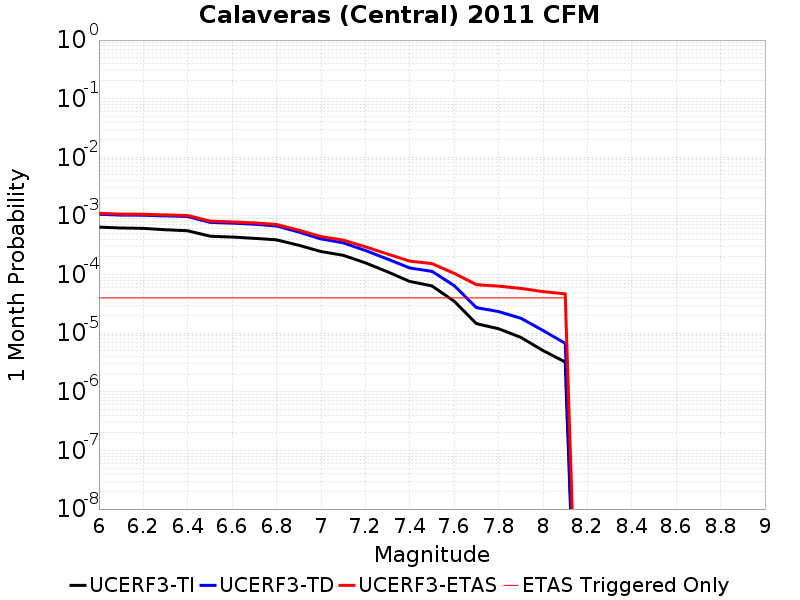 Calaveras (Central) 2011 CFM
10^0
10^-1
10^-2
10^-3
10^-4
10^-5
10^-6
10^-7
10^-8
1 Month Probability
6 6.2 6.4 6.6 6.8 7 7.2 7.4 7.6 7.8 8 8.2 8.4 8.6 8.8 9
Magnitude
UCERF3-TI UCERF3-TD UCERF3-ETAS ETAS Triggered Only